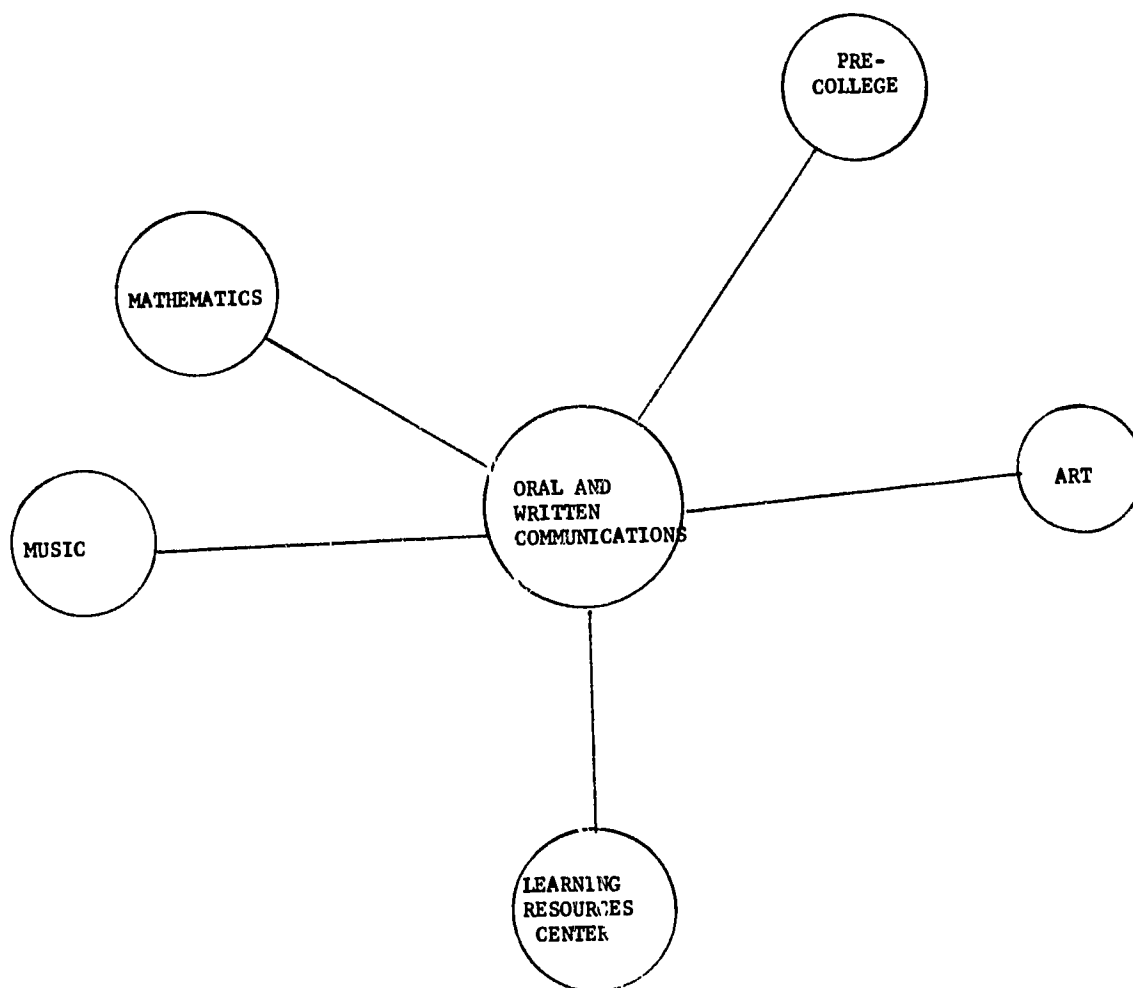 PRE-
COLLEGE
MATHEMATICS
ORAL AND
WRITTEN
COMMUNICATIONS
ART
MUSIC
LEARNING
RESOURCES
CENTER